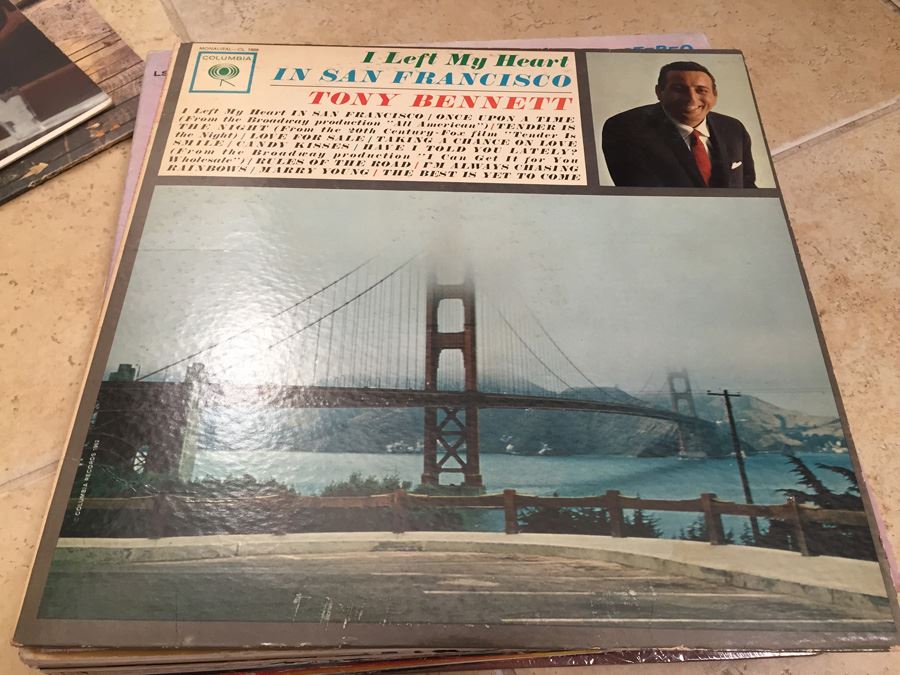 MONAURAL—CL 1869
COLUMBIA
I Left My Heart
IN SAN FRANCISCO
TONY BENNETT
I Left My Heart IN SAN FRANCISCO / ONCE UPON A TIME
(From the Broadway production "All American") / TENDER IS
THE NIGHT (From the 20th Century-Fox film "Tender Is
the Night) / LOVE FOR SALE / TAKING A CHANCE ON LOVE
SMILE / CANDY KISSES / HAVE I TOLD YOU LATELY?
(From the Broadway production "I Can Get It for You
Wholesale") / RULES OF THE ROAD / I'M ALWAYS CHASING
RAINBOWS / MARRY YOUNG / THE BEST IS YET TO COME
COLUMBIA RECORDS 1962